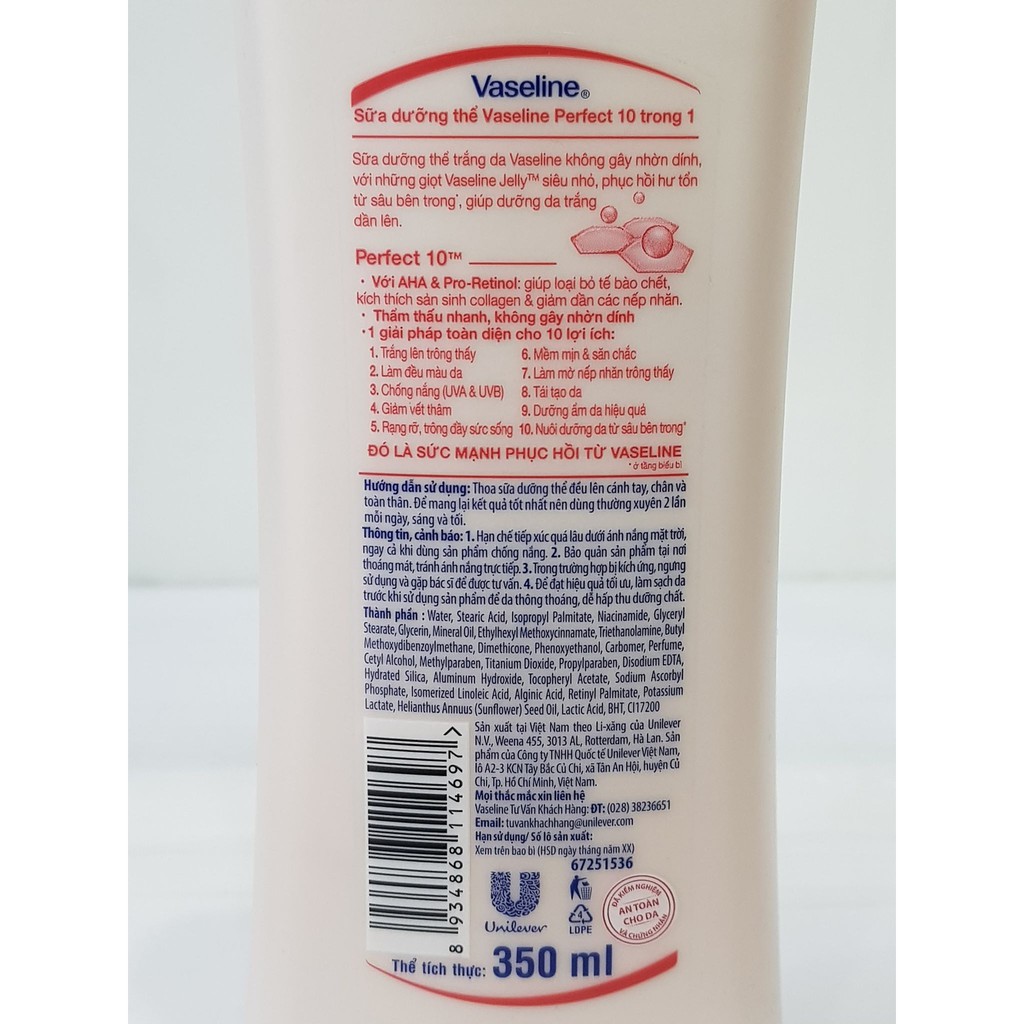 Vaseline®
Sữa dưỡng thể Vaseline Perfect 10 trong 1
Sữa dưỡng thể trắng da Vaseline không gây nhờn dính,
với những giọt Vaseline Jelly™ siêu nhỏ, phục hồi hư tổn
từ sâu bên trong*, giúp dưỡng da trắng
dần lên.
Perfect 10™
• Với AHA & Pro-Retinol: giúp loại bỏ tế bào chết,
kích thích sản sinh collagen & giảm dần các nếp nhăn.
• Thẩm thấu nhanh, không gây nhờn dính
•1 giải pháp toàn diện cho 10 lợi ích:
1. Trắng lên trông thấy
2. Làm đều màu da
3. Chống nắng (UVA & UVB)
4. Giảm vết thâm
5. Rạng rỡ, trông đầy sức sống
6. Mềm mịn & săn chắc
7. Làm mờ nếp nhăn trông thấy
8. Tái tạo da
9. Dưỡng ẩm da hiệu quả
10. Nuôi dưỡng da từ sâu bên trong*
ĐÓ LÀ SỨC MẠNH PHỤC HỒI TỪ VASELINE
*ở tầng biểu bì
Hướng dẫn sử dụng: Thoa sữa dưỡng thể đều lên cánh tay, chân và
toàn thân. Để mang lại kết quả tốt nhất nên dùng thường xuyên 2 lần
mỗi ngày, sáng và tối.
Thông tin, cảnh báo: 1. Hạn chế tiếp xúc quá lâu dưới ánh nắng mặt trời,
ngay cả khi dùng sản phẩm chống nắng. 2. Bảo quản sản phẩm tại nơi
thoáng mát, tránh ánh nắng trực tiếp. 3. Trong trường hợp bị kích ứng, ngưng
sử dụng và gặp bác sĩ để được tư vấn. 4. Để đạt hiệu quả tối ưu, làm sạch da
trước khi sử dụng sản phẩm để da thông thoáng, dễ hấp thu dưỡng chất.
Thành phần : Water, Stearic Acid, Isopropyl Palmitate, Niacinamide, Glyceryl
Stearate, Glycerin, Mineral Oil, Ethylhexyl Methoxycinnamate, Triethanolamine, Butyl
Methoxydibenzoylmethane, Dimethicone, Phenoxyethanol, Carbomer, Perfume,
Cetyl Alcohol, Methylparaben, Titanium Dioxide, Propylparaben, Disodium EDTA,
Hydrated Silica, Aluminum Hydroxide, Tocopheryl Acetate, Sodium Ascorbyl
Phosphate, Isomerized Linoleic Acid, Alginic Acid, Retinyl Palmitate, Potassium
Lactate, Helianthus Annuus (Sunflower) Seed Oil, Lactic Acid, BHT, CI17200
Sản xuất tại Việt Nam theo Li-xăng của Unilever
N.V., Weena 455, 3013 AL, Rotterdam, Hà Lan. Sản
phẩm của Công ty TNHH Quốc tế Unilever Việt Nam,
lô A2-3 KCN Tây Bắc Củ Chi, xã Tân An Hội, huyện Củ
Chi, Tp. Hồ Chí Minh, Việt Nam.
Mọi thắc mắc xin liên hệ
Vaseline Tư Vấn Khách Hàng: ĐT: (028) 38236651
Email: tuvankhachhang@unilever.com
Hạn sử dụng/ Số lô sản xuất:
Xem trên bao bì (HSD ngày tháng năm XX)
67251536
8 934868 114697 >
Unilever
4
LDPE
ĐÃ KIỂM NGHIỆM
AN TOÀN
CHO DA
VÀ CHỨNG NHẬN
Thể tích thực: 350 ml